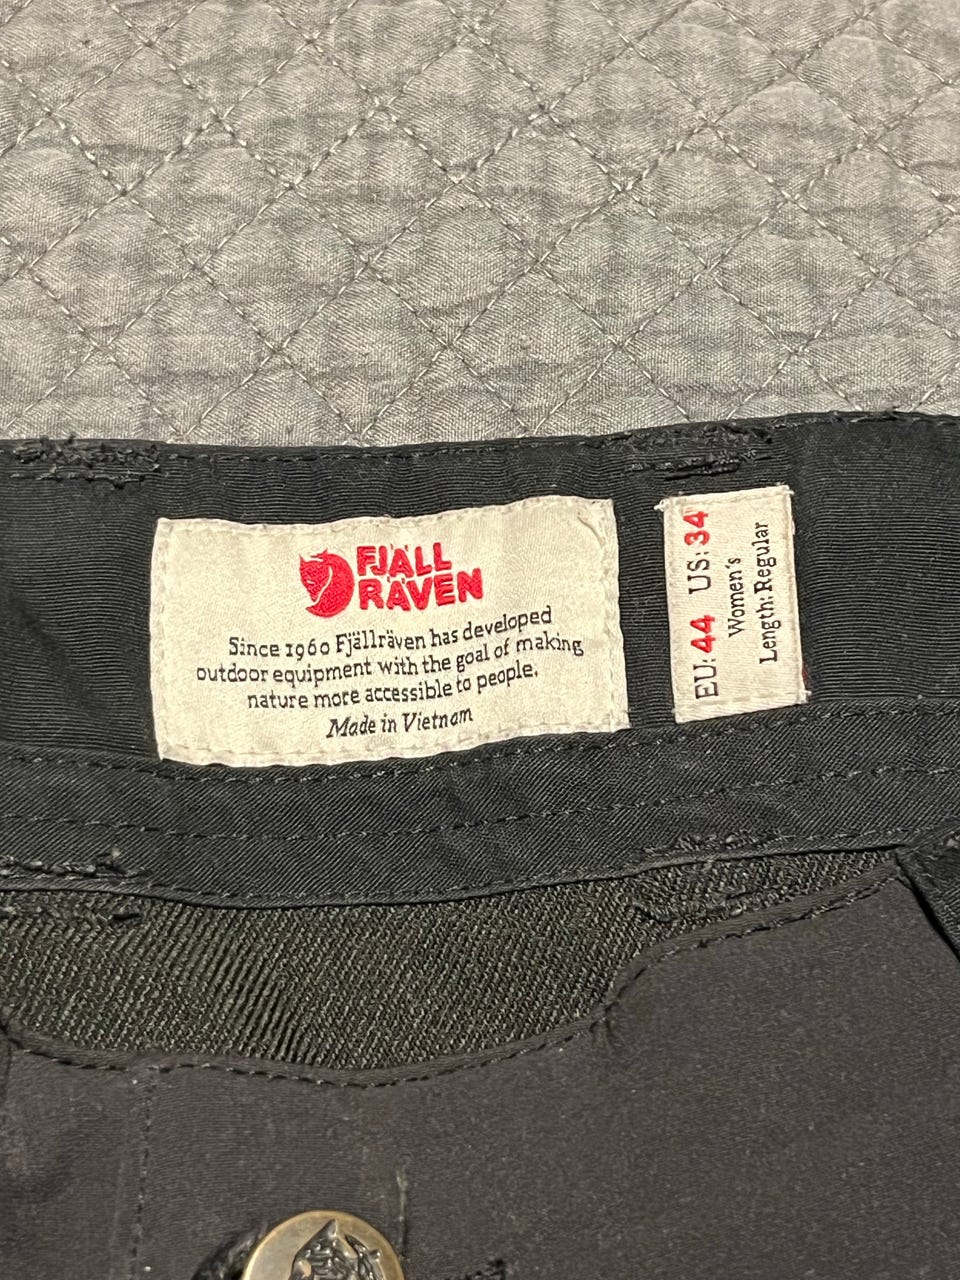 FJÄLL
RÄVEN
Since 1960 Fjällräven has developed
outdoor equipment with the goal of making
nature more accessible to people.
Made in Vietnam
EU: 44 US: 34"
Women´s
Length: Regular